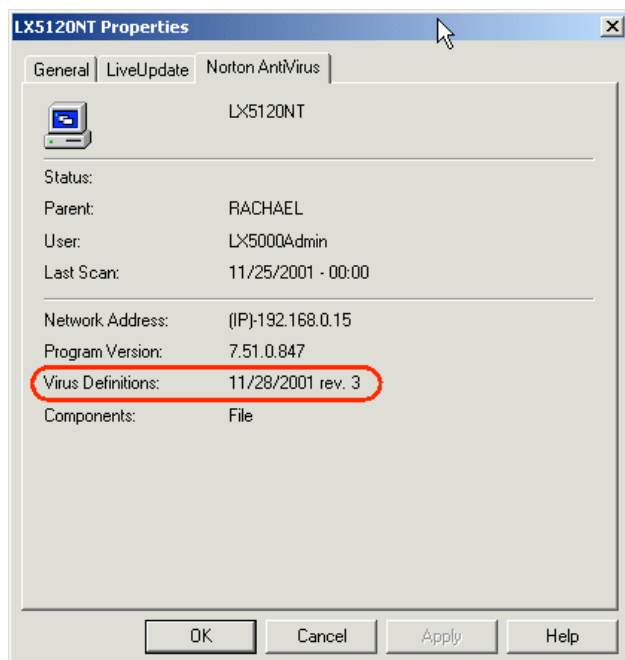 LX5120NT Properties
General LiveUpdate Norton AntiVirus
LX5120NT
Status:
Parent: RACHAEL
User: LX5000Admin
Last Scan: 11/25/2001 - 00:00
Network Address: (IP)-192.168.0.15
Program Version: 7.51.0.847
Virus Definitions: 11/28/2001 rev. 3
Components: File
OK Cancel Apply Help